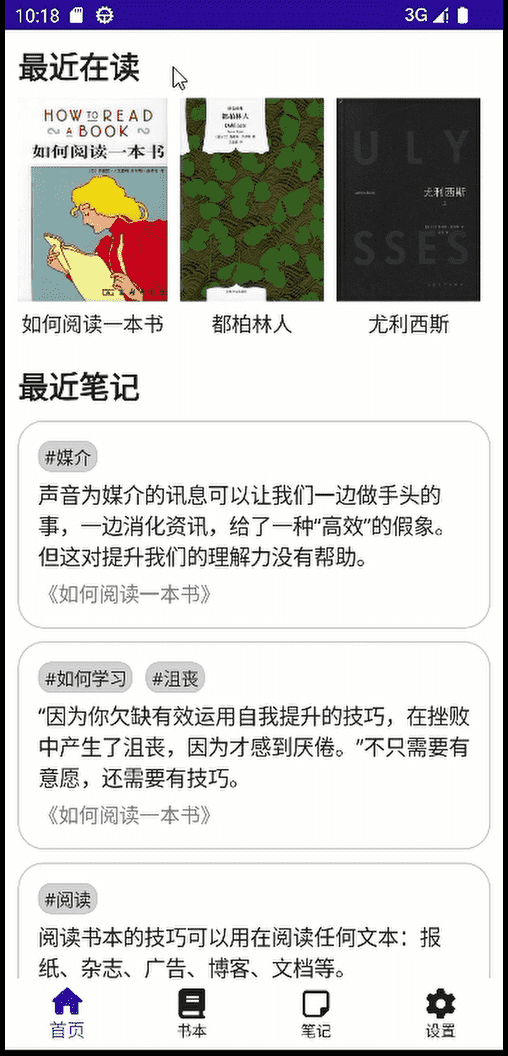 10:18
3G
最近在读
HOW TO READ
A BOOK
如何阅读一本书
都柏林人
ULY
尤利西斯
SSES
如何阅读一本书
都柏林人
尤利西斯
最近笔记
#媒介
声音为媒介的讯息可以让我们一边做手头的
事，一边消化资讯，给了一种“高效”的假象。
但这对提升我们的理解力没有帮助。
《如何阅读一本书》
#如何学习 #沮丧
“因为你欠缺有效运用自我提升的技巧，在挫败
中产生了沮丧，因为才感到厌倦。”不只需要有
意愿，还需要有技巧。
《如何阅读一本书》
#阅读
阅读书本的技巧可以用在阅读任何文本：报
纸、杂志、广告、博客、文档等。
首页
书本
笔记
设置